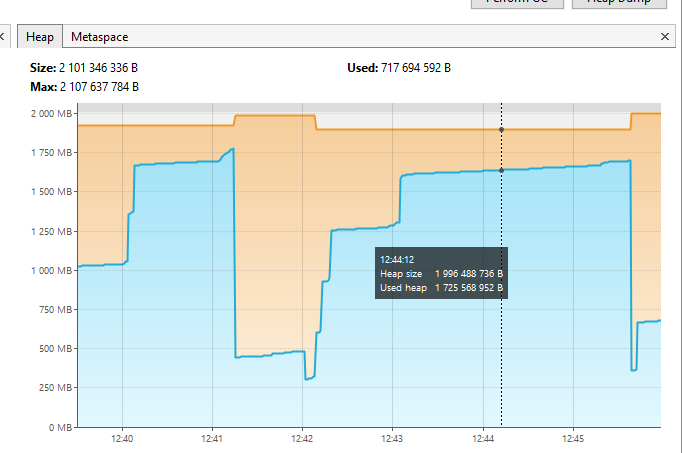 Perform GC Heap Dump
Heap Metaspace
Size: 2 101 346 336 B Used: 717 694 592 B
Max: 2 107 637 784 B
2 000 MB
1 750 MB
1 500 MB
1 250 MB
1 000 MB
750 MB
500 MB
250 MB
0 MB
12:44:12
Heap size 1 996 488 736 B
Used heap 1 725 568 952 B
12:40 12:41 12:42 12:43 12:44 12:45